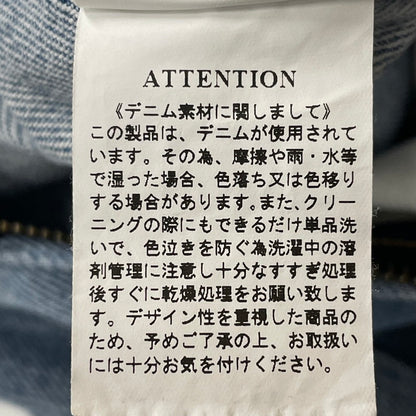 ATTENTION
《デニム素材に関しまして》
この製品は、デニムが使用されて
います。その為、摩擦や雨・水等
で湿った場合、色落ち又は色移り
する場合があります。また、クリー
ニングの際にもできるだけ単品洗
いで、色泣きを防ぐ為洗濯中の溶
剤管理に注意し十分なすすぎ処理
後すぐに乾燥処理をお願い致しま
す。デザイン性を重視した商品の
ため、予めご了承の上、お取扱い
には十分お気を付けください。